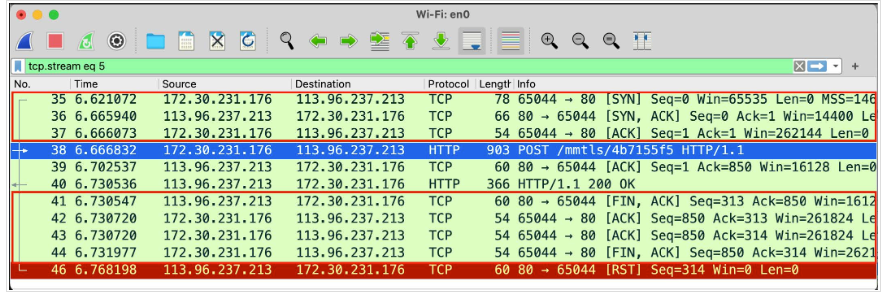 Wi-Fi: en0
tcp.stream eq 5
No. Time Source Destination Protocol Length Info
35 6.621072 172.30.231.176 113.96.237.213 TCP 78 65044 → 80 [SYN] Seq=0 Win=65535 Len=0 MSS=146
36 6.665940 113.96.237.213 172.30.231.176 TCP 66 80 → 65044 [SYN, ACK] Seq=0 Ack=1 Win=14400 Le
37 6.666073 172.30.231.176 113.96.237.213 TCP 54 65044 → 80 [ACK] Seq=1 Ack=1 Win=262144 Len=0
38 6.666832 172.30.231.176 113.96.237.213 HTTP 903 POST /mmtls/4b7155f5 HTTP/1.1
39 6.702537 113.96.237.213 172.30.231.176 TCP 60 80 → 65044 [ACK] Seq=1 Ack=850 Win=16128 Len=0
40 6.730536 113.96.237.213 172.30.231.176 HTTP 366 HTTP/1.1 200 OK
41 6.730547 113.96.237.213 172.30.231.176 TCP 60 80 → 65044 [FIN, ACK] Seq=313 Ack=850 Win=1612
42 6.730720 172.30.231.176 113.96.237.213 TCP 54 65044 → 80 [ACK] Seq=850 Ack=313 Win=261824 Le
43 6.730720 172.30.231.176 113.96.237.213 TCP 54 65044 → 80 [ACK] Seq=850 Ack=314 Win=261824 Le
44 6.731977 172.30.231.176 113.96.237.213 TCP 54 65044 → 80 [FIN, ACK] Seq=850 Ack=314 Win=2621
46 6.768198 113.96.237.213 172.30.231.176 TCP 60 80 → 65044 [RST] Seq=314 Win=0 Len=0